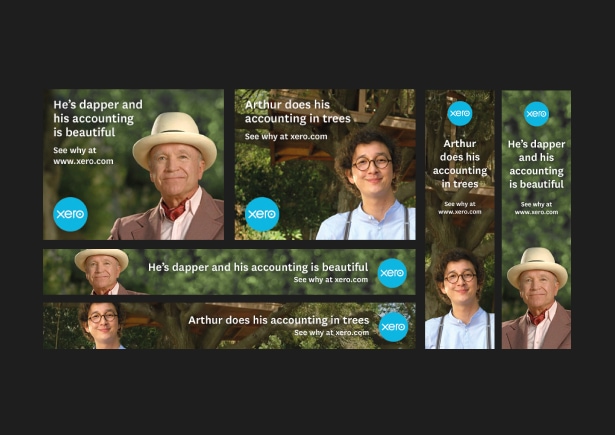 He's dapper and
his accounting
is beautiful
See why at
www.xero.com
xero
Arthur does his
accounting in trees
See why at xero.com
xero
xero
Arthur
does his
accounting
in trees
See why at
www.xero.com
xero
He's dapper
and his
accounting
is beautiful
See why at
www.xero.com
He's dapper and his accounting is beautiful
See why at xero.com
xero
Arthur does his accounting in trees
See why at xero.com
xero